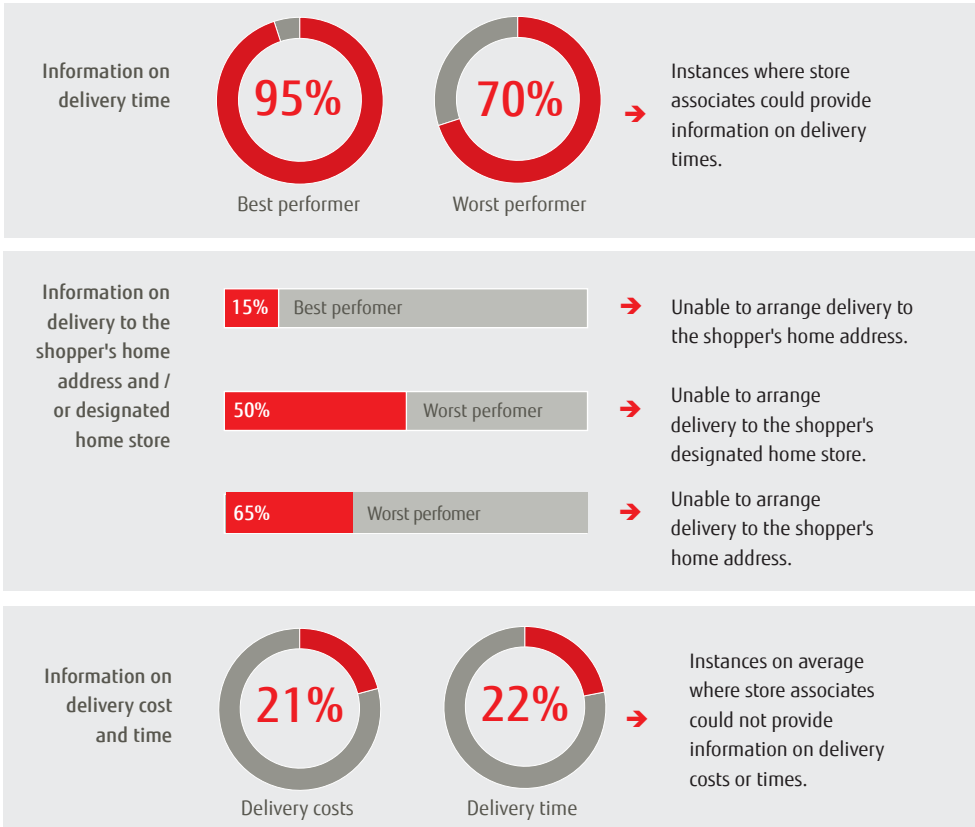 Information on
delivery time
95%
Best performer
70%
Worst performer
Instances where store
associates could provide
information on delivery
times.
Information on
delivery to the
shopper's home
address and /
or designated
home store
15% Best perfomer
Unable to arrange delivery to
the shopper's home address.
50% Worst perfomer
Unable to arrange
delivery to the shopper's
designated home store.
65% Worst perfomer
Unable to arrange
delivery to the shopper's
home address.
Information on
delivery cost
and time
21%
Delivery costs
22%
Delivery time
Instances on average
where store associates
could not provide
information on delivery
costs or times.